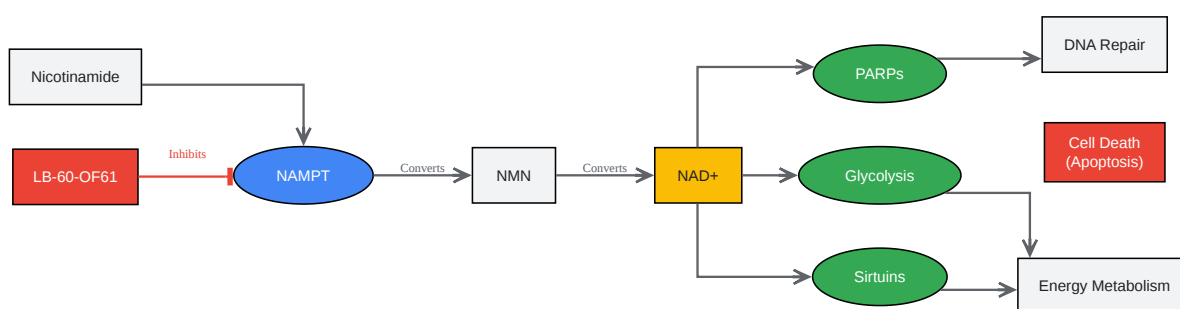 Nicotinamide
LB-60-OF61
Inhibits
NAMPT
Converts
NMN
Converts
NAD+
PARPs
Glycolysis
Sirtuins
DNA Repair
Cell Death
(Apoptosis)
Energy Metabolism